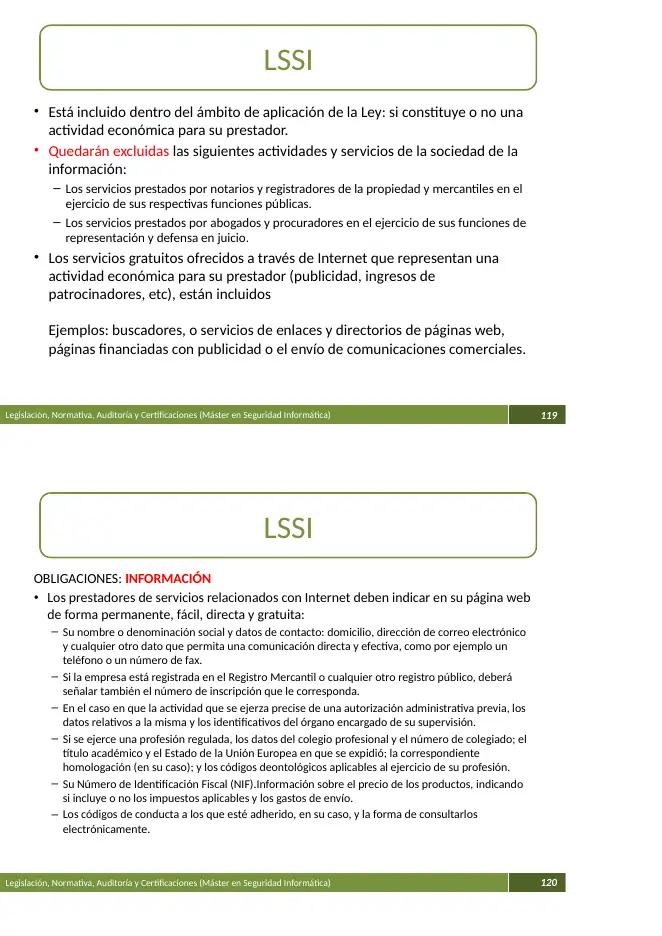 LSSI
• Está incluido dentro del ámbito de aplicación de la Ley: si constituye o no una
actividad económica para su prestador.
• Quedarán excluidas las siguientes actividades y servicios de la sociedad de la
información:
– Los servicios prestados por notarios y registradores de la propiedad y mercantiles en el
ejercicio de sus respectivas funciones públicas.
– Los servicios prestados por abogados y procuradores en el ejercicio de sus funciones de
representación y defensa en juicio.
• Los servicios gratuitos ofrecidos a través de Internet que representan una
actividad económica para su prestador (publicidad, ingresos de
patrocinadores, etc), están incluidos
Ejemplos: buscadores, o servicios de enlaces y directorios de páginas web,
páginas financiadas con publicidad o el envío de comunicaciones comerciales.
Legislación, Normativa, Auditoría y Certificaciones (Máster en Seguridad Informática) 119
LSSI
OBLIGACIONES: INFORMACIÓN
• Los prestadores de servicios relacionados con Internet deben indicar en su página web
de forma permanente, fácil, directa y gratuita:
– Su nombre o denominación social y datos de contacto: domicilio, dirección de correo electrónico
y cualquier otro dato que permita una comunicación directa y efectiva, como por ejemplo un
teléfono o un número de fax.
– Si la empresa está registrada en el Registro Mercantil o cualquier otro registro público, deberá
señalar también el número de inscripción que le corresponda.
– En el caso en que la actividad que se ejerza precise de una autorización administrativa previa, los
datos relativos a la misma y los identificativos del órgano encargado de su supervisión.
– Si se ejerce una profesión regulada, los datos del colegio profesional y el número de colegiado; el
título académico y el Estado de la Unión Europea en que se expidió; la correspondiente
homologación (en su caso); y los códigos deontológicos aplicables al ejercicio de su profesión.
– Su Número de Identificación Fiscal (NIF).Información sobre el precio de los productos, indicando
si incluye o no los impuestos aplicables y los gastos de envío.
– Los códigos de conducta a los que esté adherido, en su caso, y la forma de consultarlos
electrónicamente.
Legislación, Normativa, Auditoría y Certificaciones (Máster en Seguridad Informática) 120